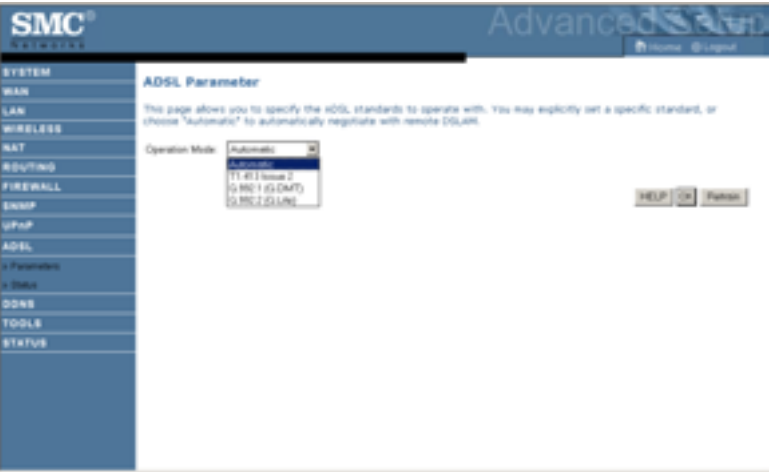 SMC®
Networks
Advanced Setup
Home Logout
SYSTEM
WAN
LAN
WIRELESS
NAT
ROUTING
FIREWALL
SNMP
UPnP
ADSL
» Parameters
» Status
DDNS
TOOLS
STATUS
ADSL Parameter
This page allows you to specify the ADSL standards to operate with. You may explicitly set a specific standard, or
choose "Automatic" to automatically negotiate with remote DSLAM.
Operation Mode: Automatic
Automatic
T1.413 Issue 2
G.992.1 (G.DMT)
G.992.2 (G.Lite)
HELP OK Retrain